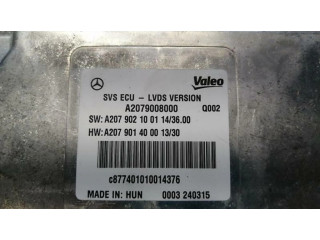 Valeo
SVS ECU - LVDS VERSION
A2079008000 Q002
SW: A207 902 10 01 14/36.00
HW: A207 901 40 00 13/30
c877401010014376
MADE IN: HUN 0003 240315